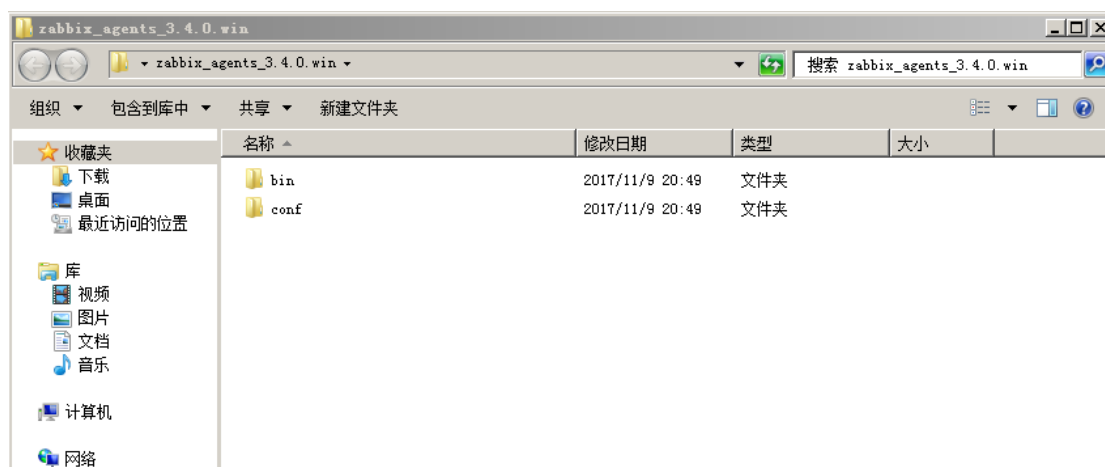 zabbix_agents_3.4.0.win
zabbix_agents_3.4.0.win
搜索 zabbix_agents_3.4.0.win
组织 包含到库中 共享 新建文件夹
名称 修改日期 类型 大小
收藏夹
下载
桌面
最近访问的位置
库
视频
图片
文档
音乐
计算机
网络
bin 2017/11/9 20:49 文件夹
conf 2017/11/9 20:49 文件夹